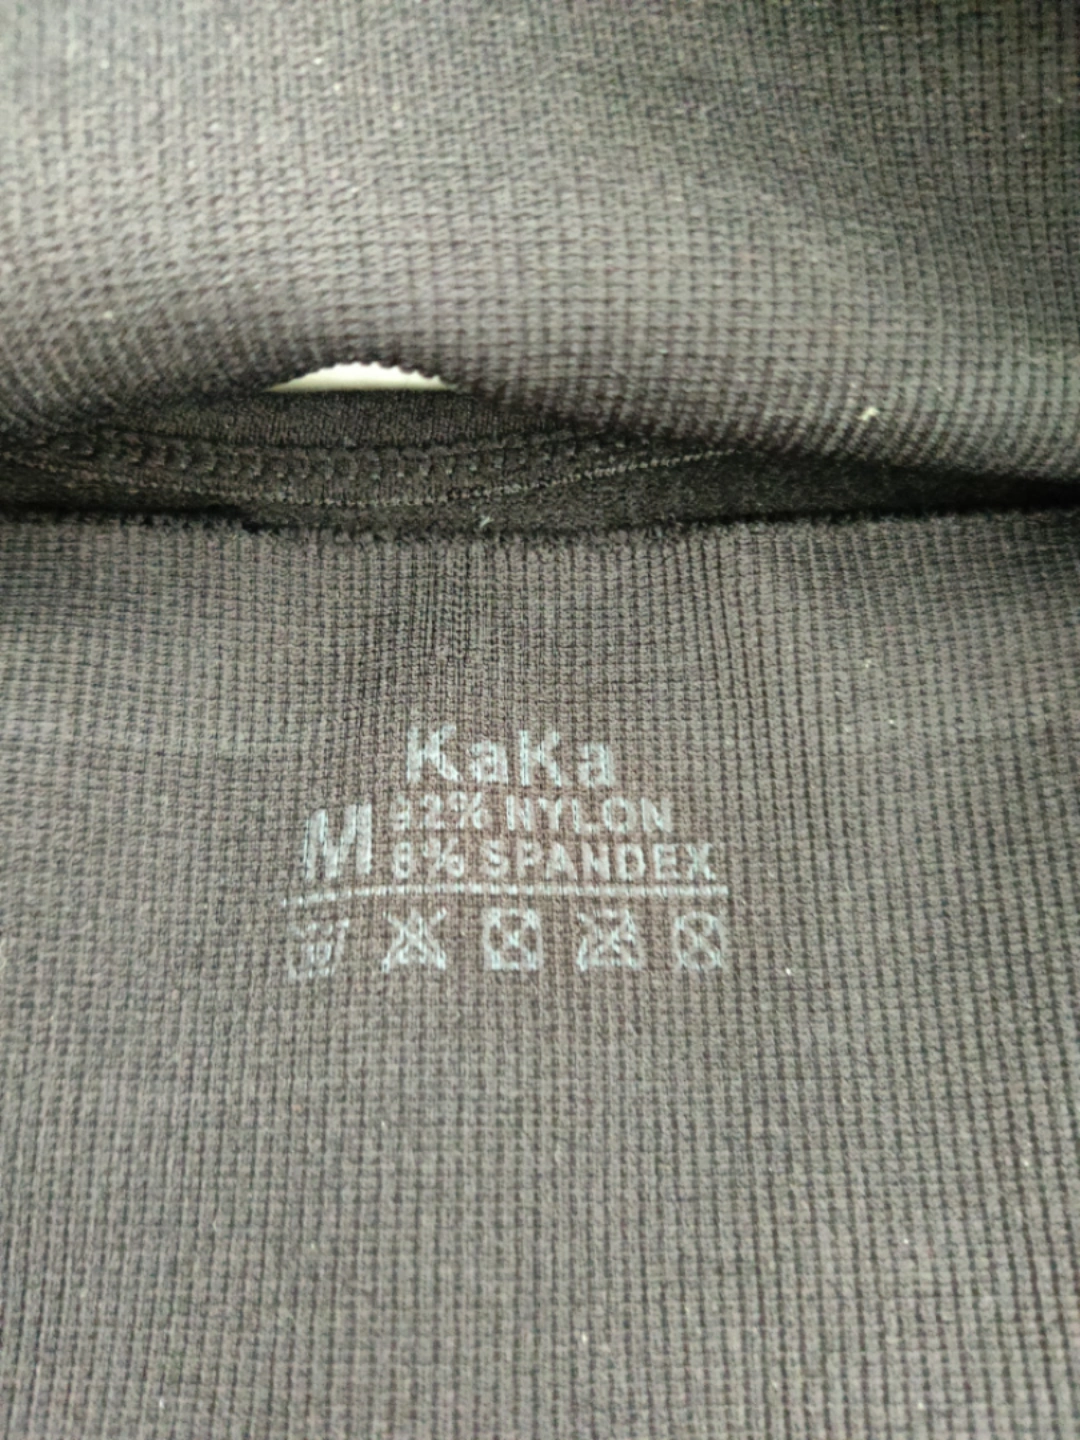 KaKa
M
92% NYLON
8% SPANDEX